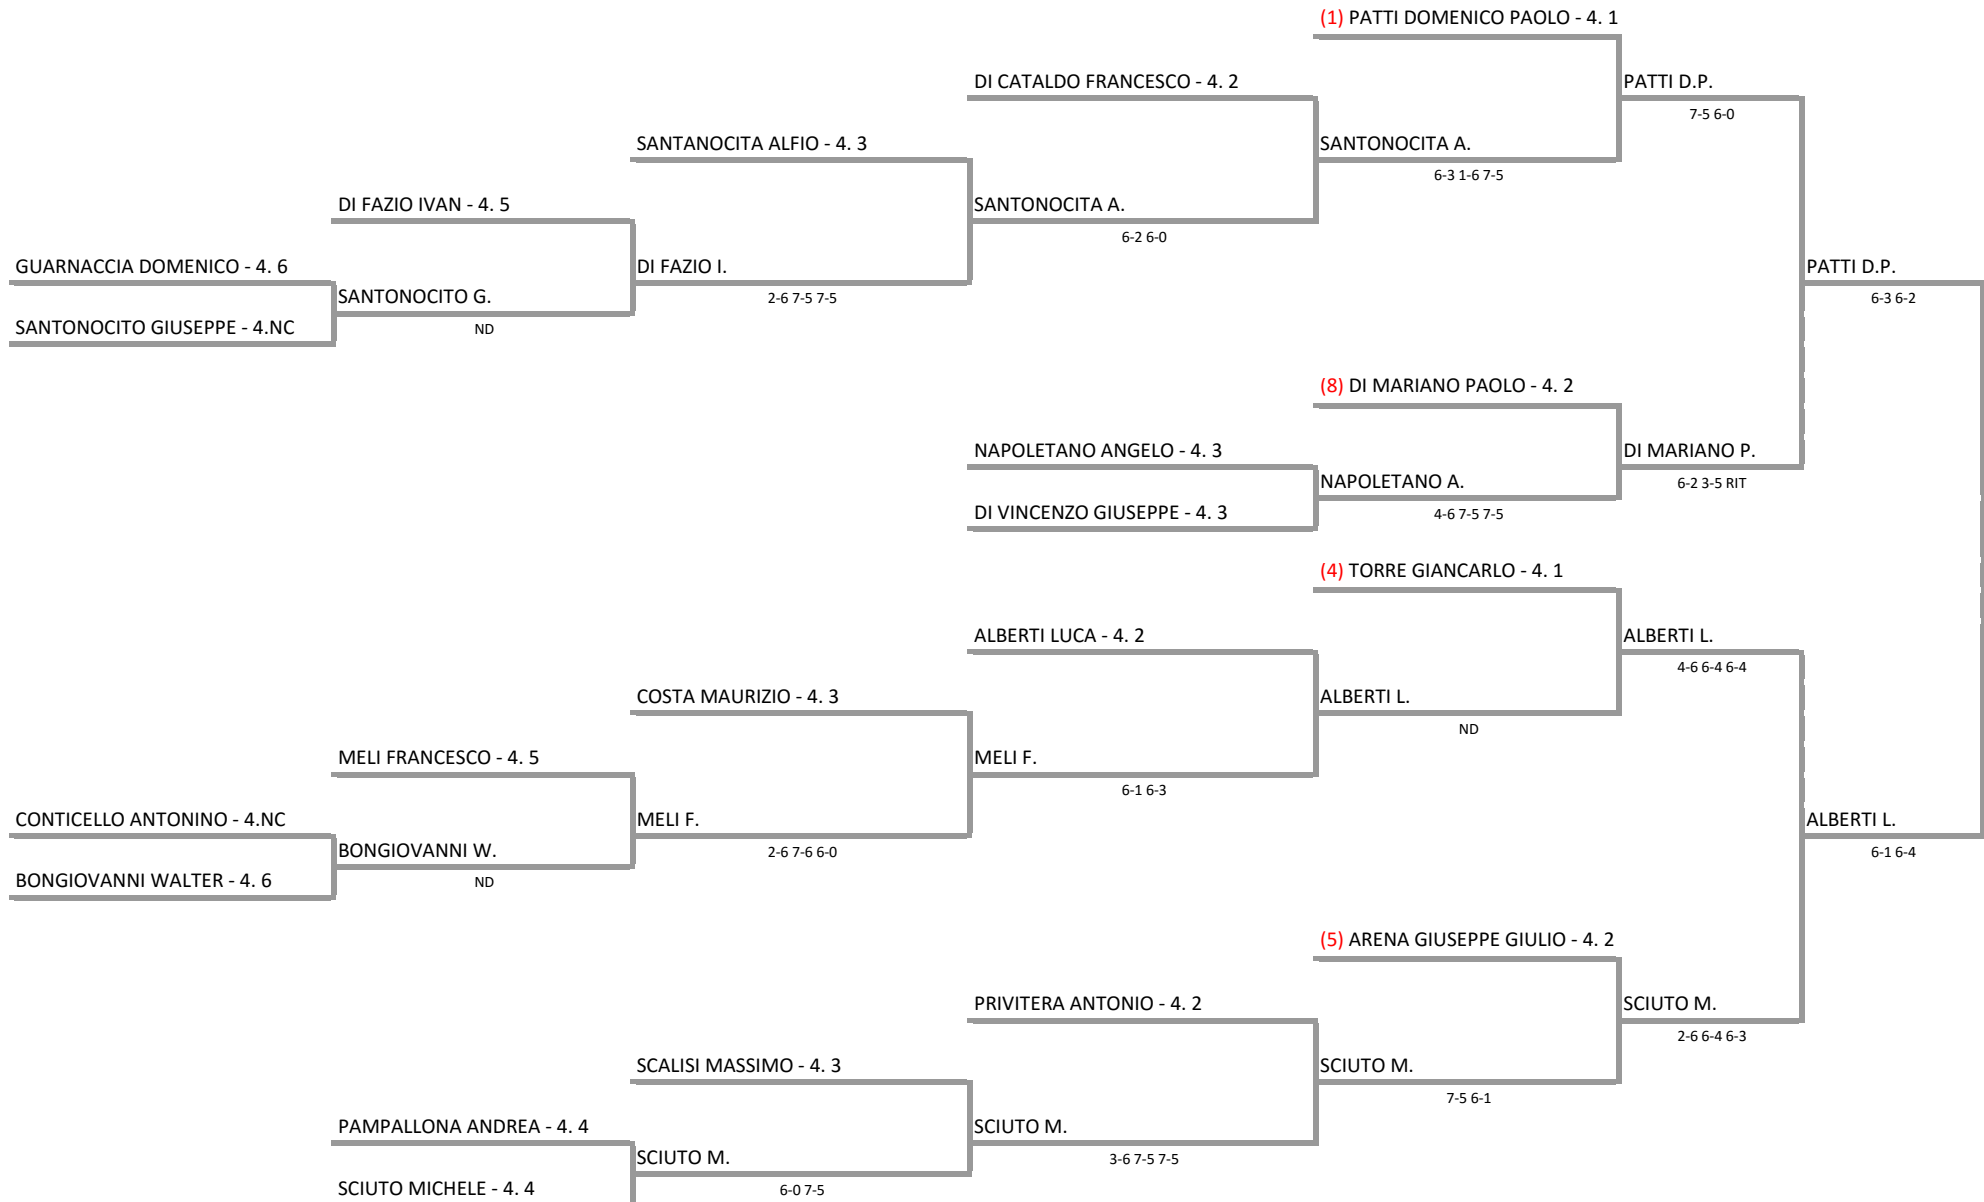 (1) PATTI DOMENICO PAOLO - 4. 1
DI CATALDO FRANCESCO - 4. 2
PATTI D.P.
7-5 6-0
SANTANOCITA ALFIO - 4. 3
SANTONOCITA A.
6-3 1-6 7-5
DI FAZIO IVAN - 4. 5
SANTONOCITA A.
6-2 6-0
GUARNACCIA DOMENICO - 4. 6
DI FAZIO I.
PATTI D.P.
SANTONOCITO G.
2-6 7-5 7-5
6-3 6-2
SANTONOCITO GIUSEPPE - 4.NC
ND
(8) DI MARIANO PAOLO - 4. 2
NAPOLETANO ANGELO - 4. 3
DI MARIANO P.
NAPOLETANO A.
6-2 3-5 RIT
DI VINCENZO GIUSEPPE - 4. 3
4-6 7-5 7-5
(4) TORRE GIANCARLO - 4. 1
ALBERTI LUCA - 4. 2
ALBERTI L.
4-6 6-4 6-4
COSTA MAURIZIO - 4. 3
ALBERTI L.
ND
MELI FRANCESCO - 4. 5
MELI F.
6-1 6-3
CONTICELLO ANTONINO - 4.NC
MELI F.
ALBERTI L.
BONGIOVANNI W.
2-6 7-6 6-0
6-1 6-4
BONGIOVANNI WALTER - 4. 6
ND
(5) ARENA GIUSEPPE GIULIO - 4. 2
PRIVITERA ANTONIO - 4. 2
SCIUTO M.
2-6 6-4 6-3
SCALISI MASSIMO - 4. 3
SCIUTO M.
7-5 6-1
PAMPALLONA ANDREA - 4. 4
SCIUTO M.
SCIUTO M.
3-6 7-5 7-5
SCIUTO MICHELE - 4. 4
6-0 7-5